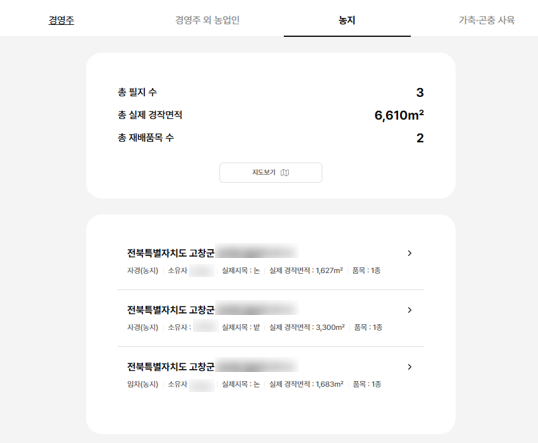 경영주 경영주 외 농업인 농지 가축·곤충 사육
총 필지 수 3
총 실제 경작면적 6,610m²
총 재배품목 수 2
지도보기
전북특별자치도 고창군
자경(농지) 소유자 실제지목 : 논 실제 경작면적 : 1,627m² 품목 : 1종
전북특별자치도 고창군
자경(농지) 소유자 : 실제지목 : 밭 실제 경작면적 : 3,300m² 품목 : 1종
전북특별자치도 고창군
임차(농지) 소유자 실제지목 : 논 실제 경작면적 : 1,683m² 품목 : 1종